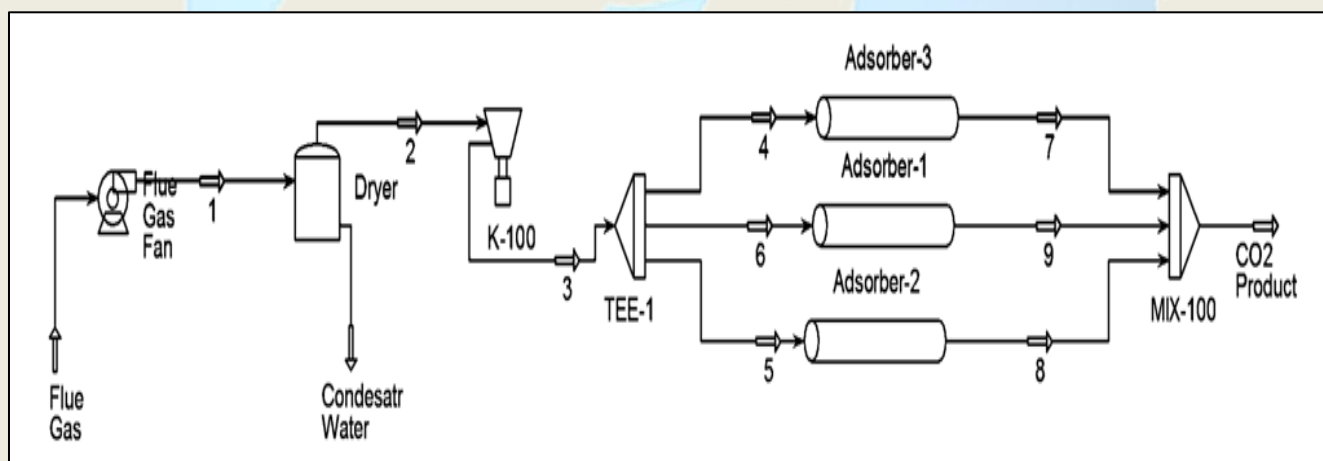 Adsorber-3
4
7
Flue
Gas
Fan
1
Dryer
2
K-100
3
TEE-1
Adsorber-1
6
9
Adsorber-2
5
8
MIX-100
CO2
Product
Flue
Gas
Condesatr
Water